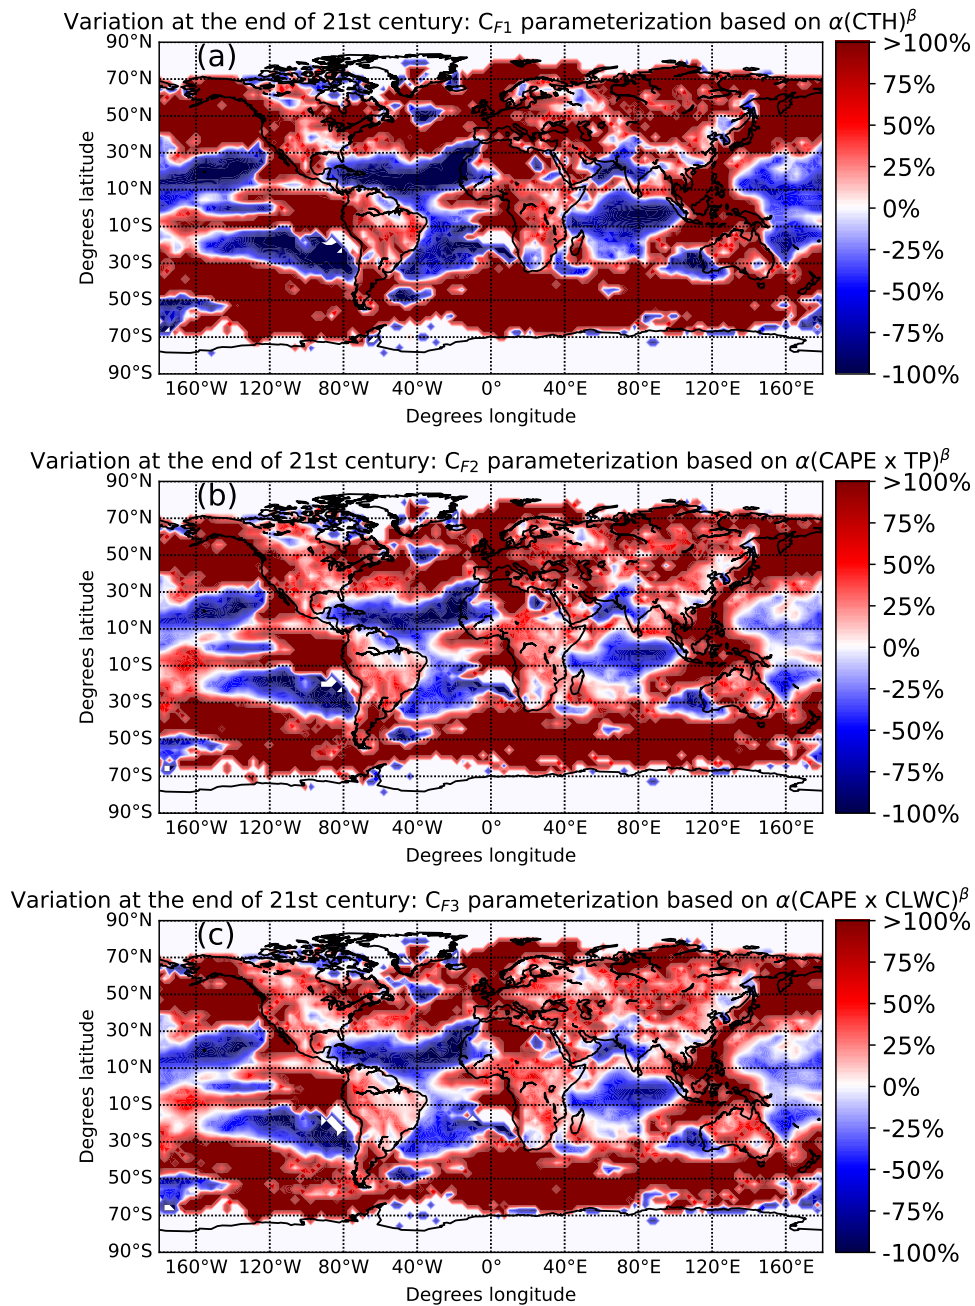 Variation at the end of 21st century: C_F1 parameterization based on α(CTH)^β
(a)
90°N
70°N
50°N
30°N
10°N
10°S
30°S
50°S
70°S
90°S
Degrees latitude
160°W 120°W 80°W 40°W 0° 40°E 80°E 120°E 160°E
Degrees longitude
>100%
75%
50%
25%
0%
-25%
-50%
-75%
-100%
Variation at the end of 21st century: C_F2 parameterization based on α(CAPE x TP)^β
(b)
90°N
70°N
50°N
30°N
10°N
10°S
30°S
50°S
70°S
90°S
Degrees latitude
160°W 120°W 80°W 40°W 0° 40°E 80°E 120°E 160°E
Degrees longitude
>100%
75%
50%
25%
0%
-25%
-50%
-75%
-100%
Variation at the end of 21st century: C_F3 parameterization based on α(CAPE x CLWC)^β
(c)
90°N
70°N
50°N
30°N
10°N
10°S
30°S
50°S
70°S
90°S
Degrees latitude
160°W 120°W 80°W 40°W 0° 40°E 80°E 120°E 160°E
Degrees longitude
>100%
75%
50%
25%
0%
-25%
-50%
-75%
-100%